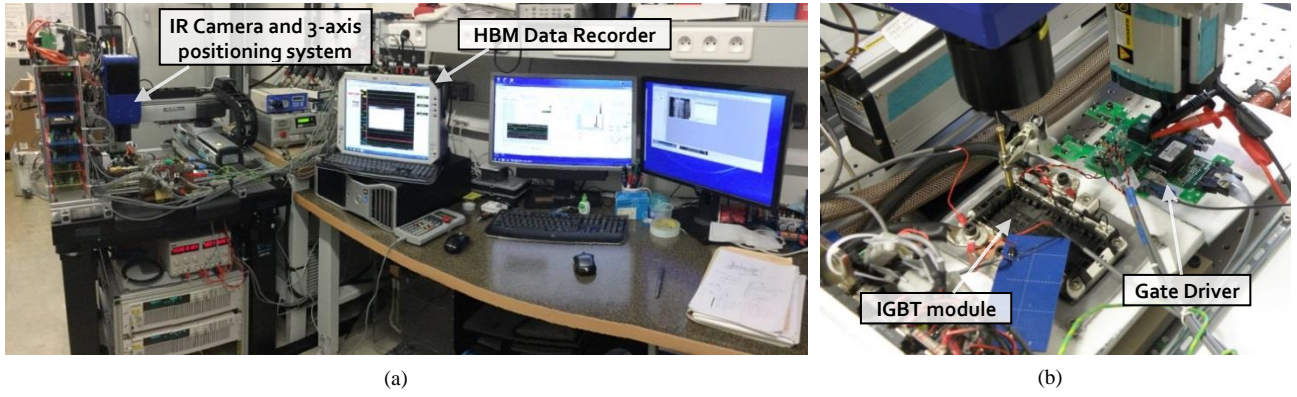 IR Camera and 3-axis
positioning system
HBM Data Recorder
IGBT module
Gate Driver
(a)
(b)